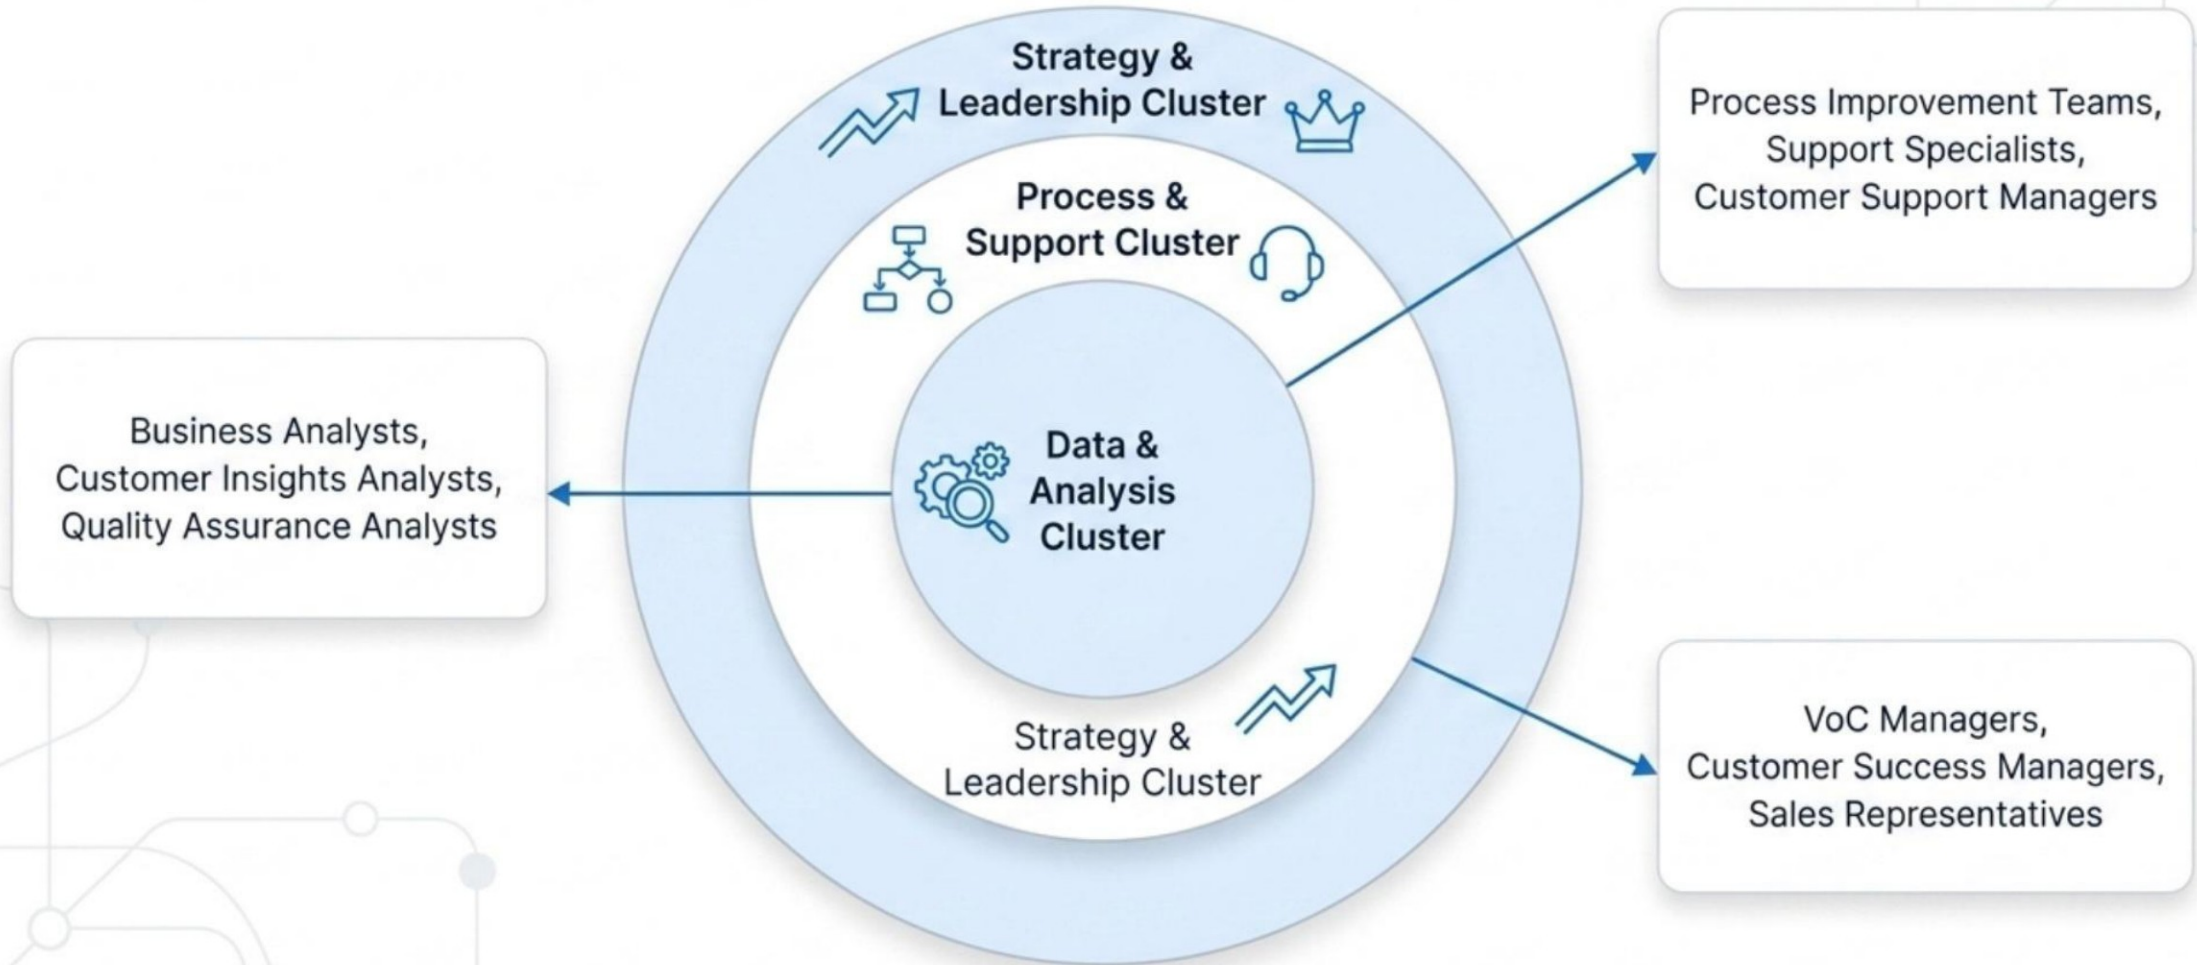 Strategy &
Leadership Cluster
Process &
Support Cluster
Data &
Analysis
Cluster
Strategy &
Leadership Cluster
Business Analysts,
Customer Insights Analysts,
Quality Assurance Analysts
Process Improvement Teams,
Support Specialists,
Customer Support Managers
VoC Managers,
Customer Success Managers,
Sales Representatives